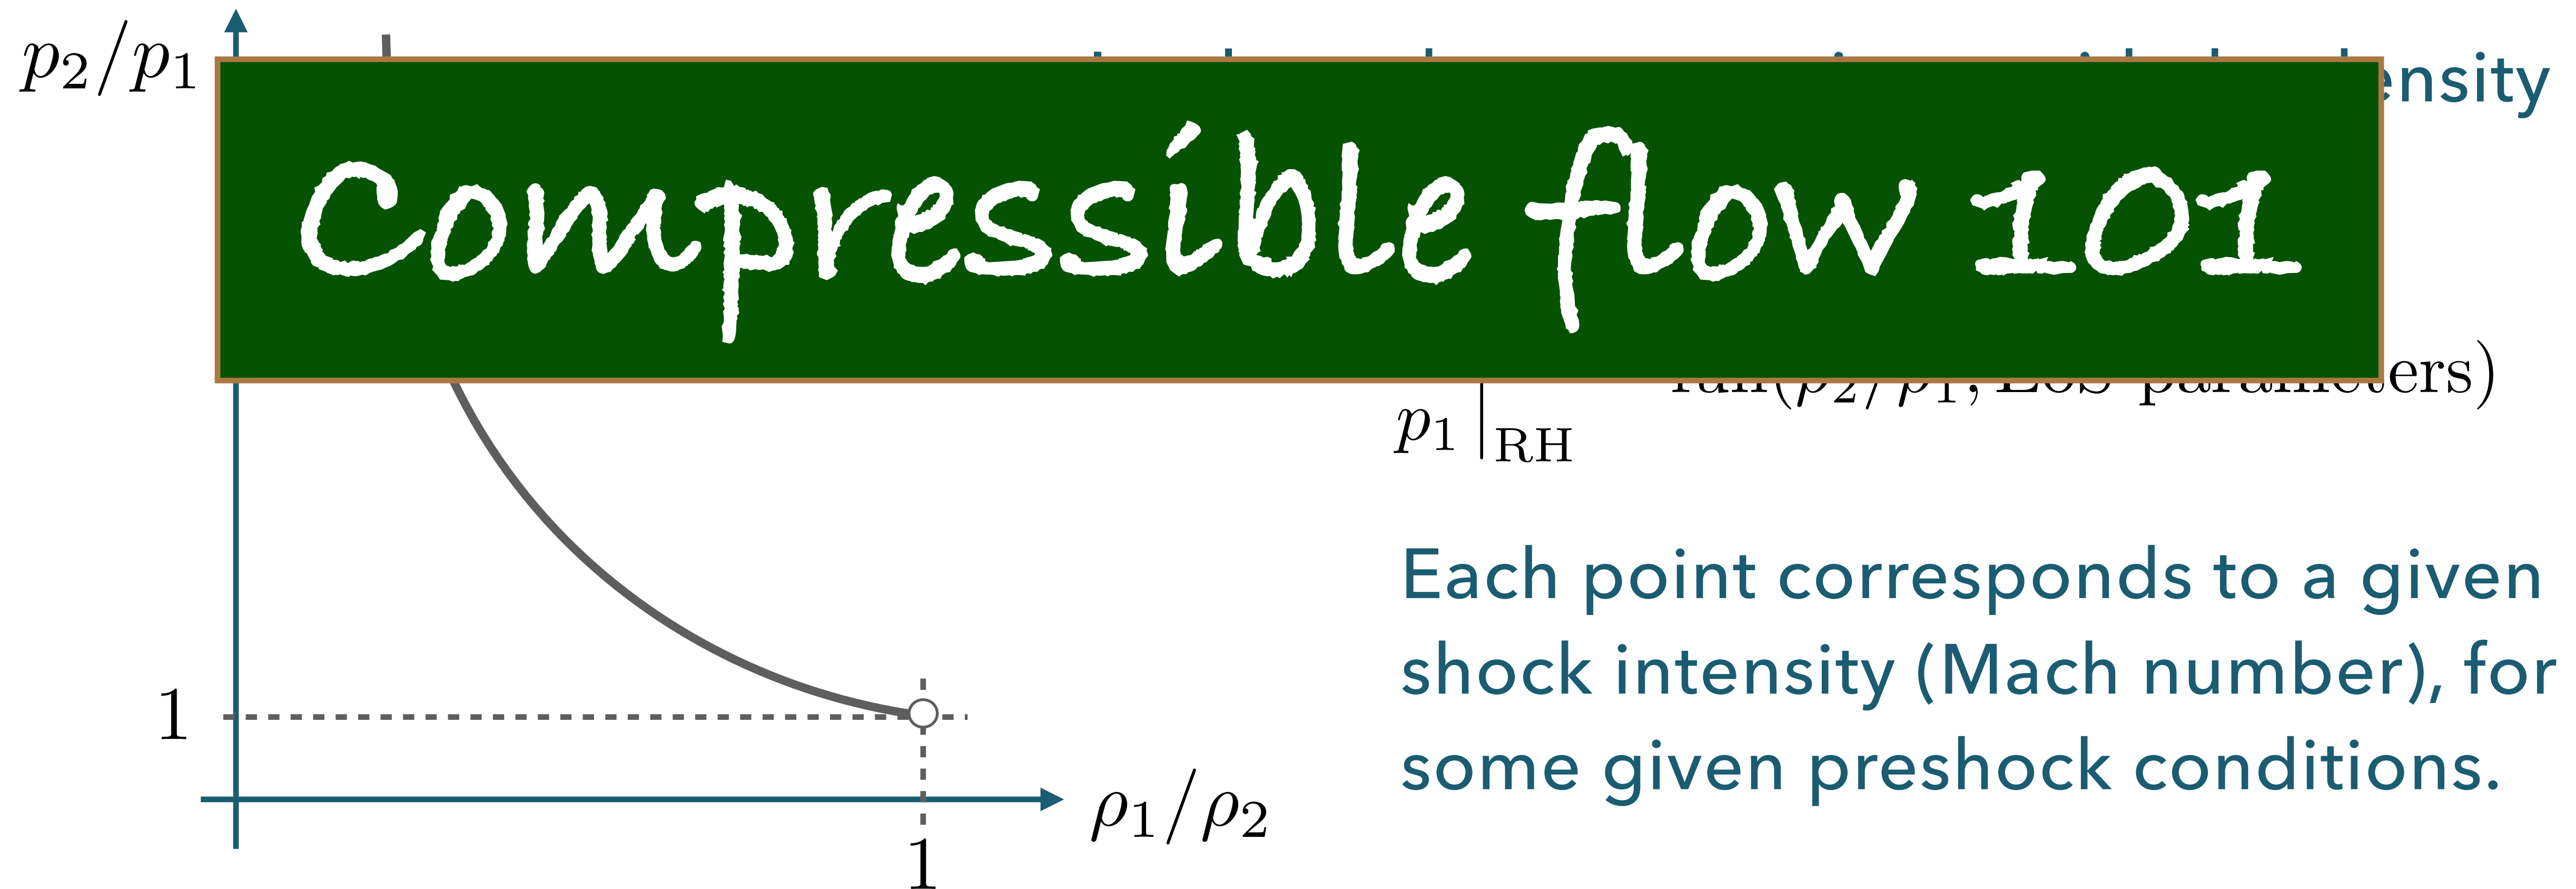 p₂/p₁
ensity
Compressible flow 101
ters)
p₁ |RH
Each point corresponds to a given
shock intensity (Mach number), for
some given preshock conditions.
1
ρ₁/ρ₂
1